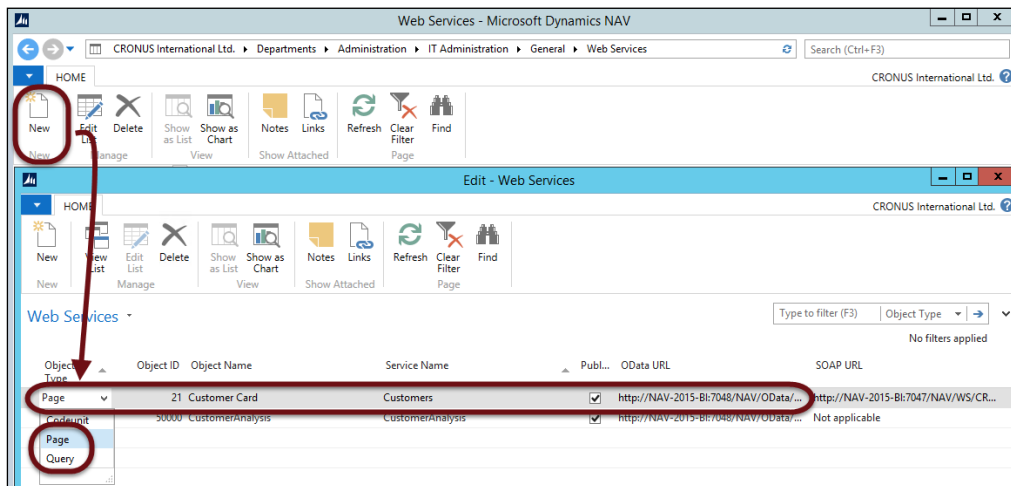 Web Services - Microsoft Dynamics NAV
CRONUS International Ltd. ▸ Departments ▸ Administration ▸ IT Administration ▸ General ▸ Web Services
Search (Ctrl+F3)
HOME
CRONUS International Ltd.
New Edit List Delete Show as List Show as Chart Notes Links Refresh Clear Filter Find
New Manage View Show Attached Page
Edit - Web Services
HOME
CRONUS International Ltd.
New View List Edit List Delete Show as List Show as Chart Notes Links Refresh Clear Filter Find
New Manage View Show Attached Page
Web Services
Type to filter (F3) Object Type
No filters applied
Object Type Object ID Object Name Service Name Publ... OData URL SOAP URL
Page 21 Customer Card Customers http://NAV-2015-BI:7048/NAV/OData/... http://NAV-2015-BI:7047/NAV/WS/CR...
Codeunit 50000 CustomerAnalysis CustomerAnalysis http://NAV-2015-BI:7048/NAV/OData/... Not applicable
Page
Query